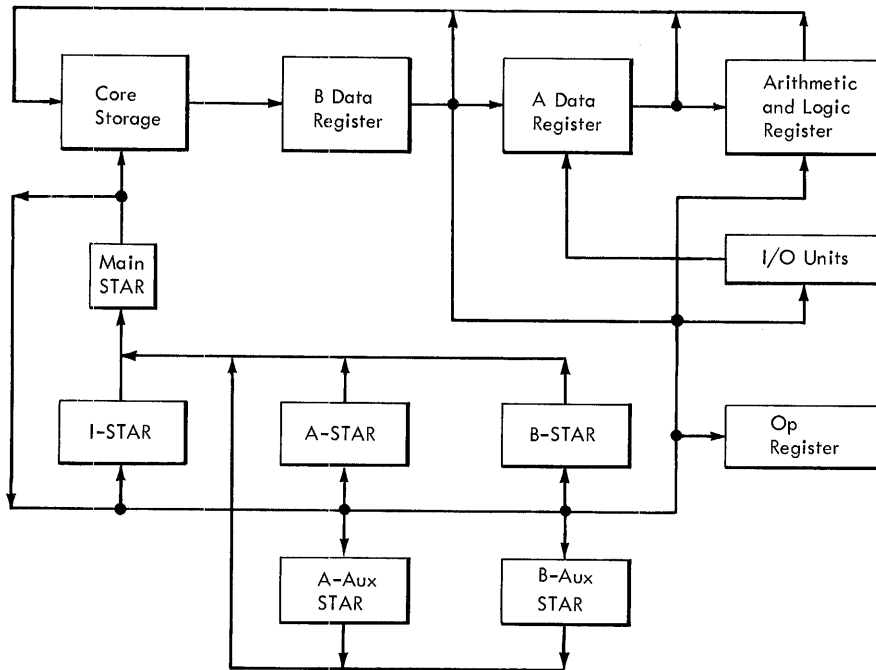 Core
Storage
B Data
Register
A Data
Register
Arithmetic
and Logic
Register
Main
STAR
I/O Units
I-STAR
A-STAR
B-STAR
Op
Register
A-Aux
STAR
B-Aux
STAR